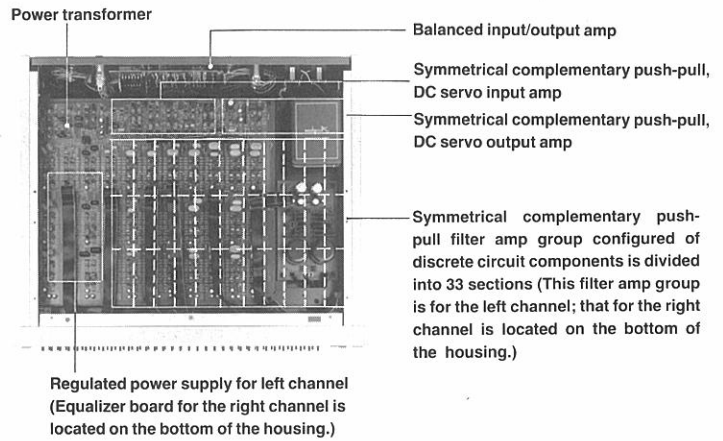 Power transformer
Balanced input/output amp
Symmetrical complementary push-pull,
DC servo input amp
Symmetrical complementary push-pull,
DC servo output amp
Symmetrical complementary push-
pull filter amp group configured of
discrete circuit components is divided
into 33 sections (This filter amp group
is for the left channel; that for the right
channel is located on the bottom of
the housing.)
Regulated power supply for left channel
(Equalizer board for the right channel is
located on the bottom of the housing.)